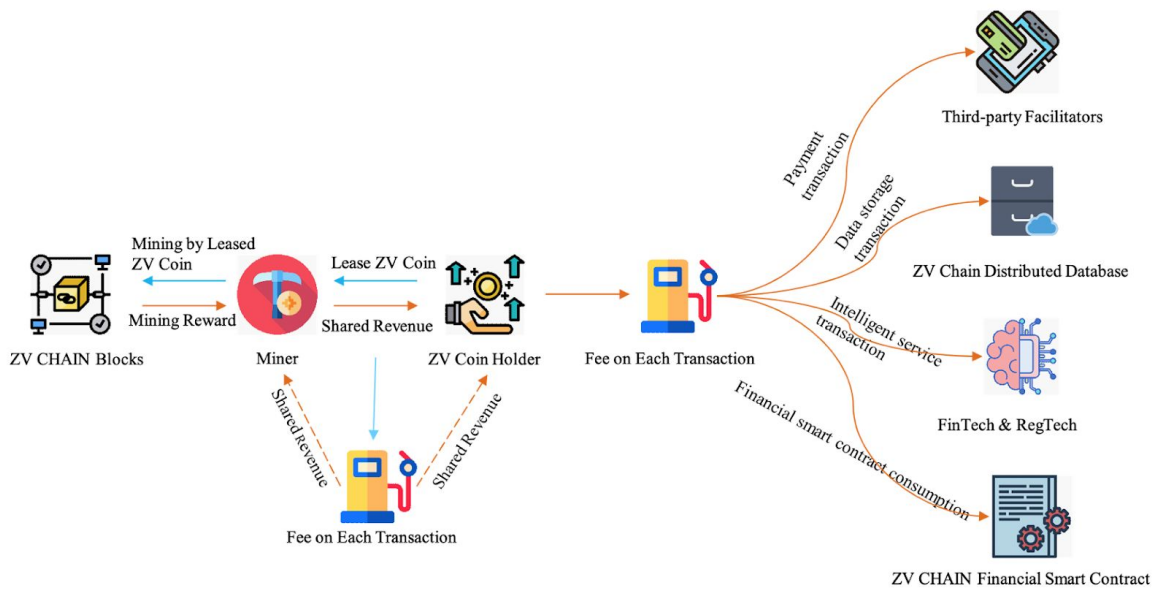 Third-party Facilitators
Payment
transaction
Data storage
transaction
ZV Chain Distributed Database
Mining by Leased
ZV Coin
Lease ZV Coin
Mining Reward
Shared Revenue
Intelligent service
transaction
ZV CHAIN Blocks
Miner
ZV Coin Holder
Fee on Each Transaction
Shared Revenue
Shared Revenue
Financial smart contract consumption
FinTech & RegTech
Fee on Each Transaction
ZV CHAIN Financial Smart Contract